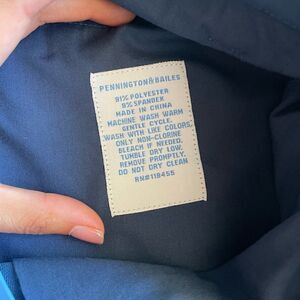 PENNINGTON&BAILES
91% POLYESTER
9% SPANDEX
MADE IN CHINA
MACHINE WASH WARM
GENTLE CYCLE.
WASH WITH LIKE COLORS.
ONLY NON-CLORINE
BLEACH IF NEEDED.
TUMBLE DRY LOW.
REMOVE PROMPTLY.
DO NOT DRY CLEAN
RN#118455